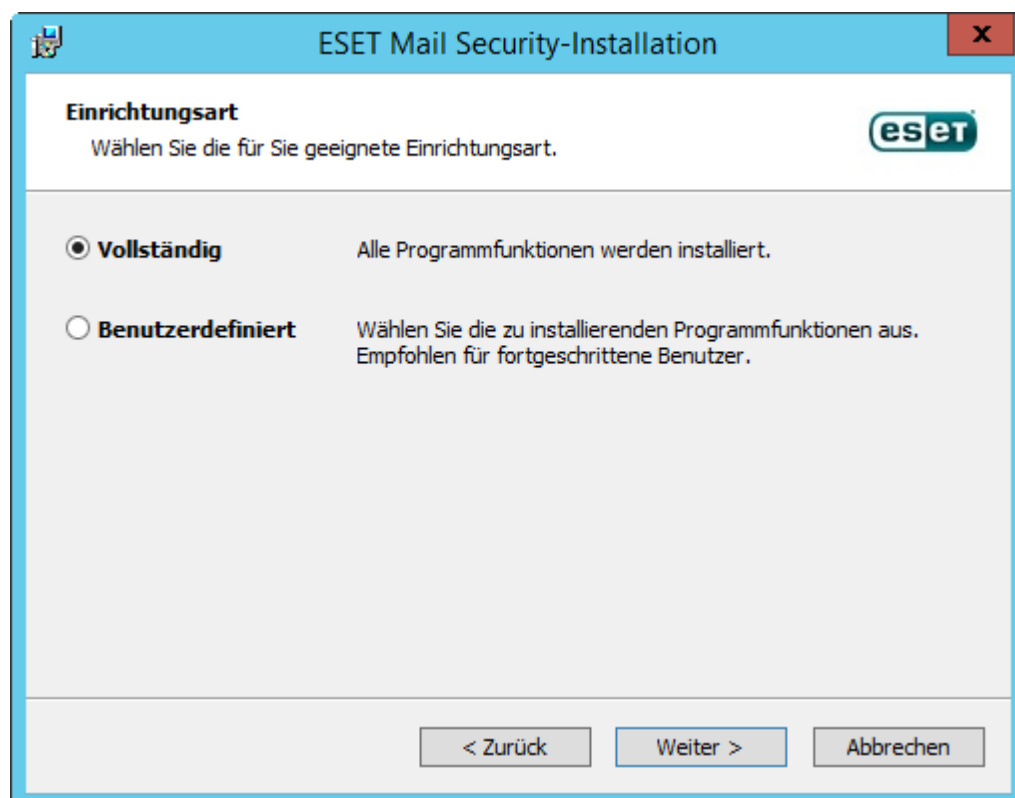 ESET Mail Security-Installation
x
Einrichtungsart
Wählen Sie die für Sie geeignete Einrichtungsart.
eseT
Vollständig
Alle Programmfunktionen werden installiert.
Benutzerdefiniert
Wählen Sie die zu installierenden Programmfunktionen aus.
Empfohlen für fortgeschrittene Benutzer.
< Zurück
Weiter >
Abbrechen